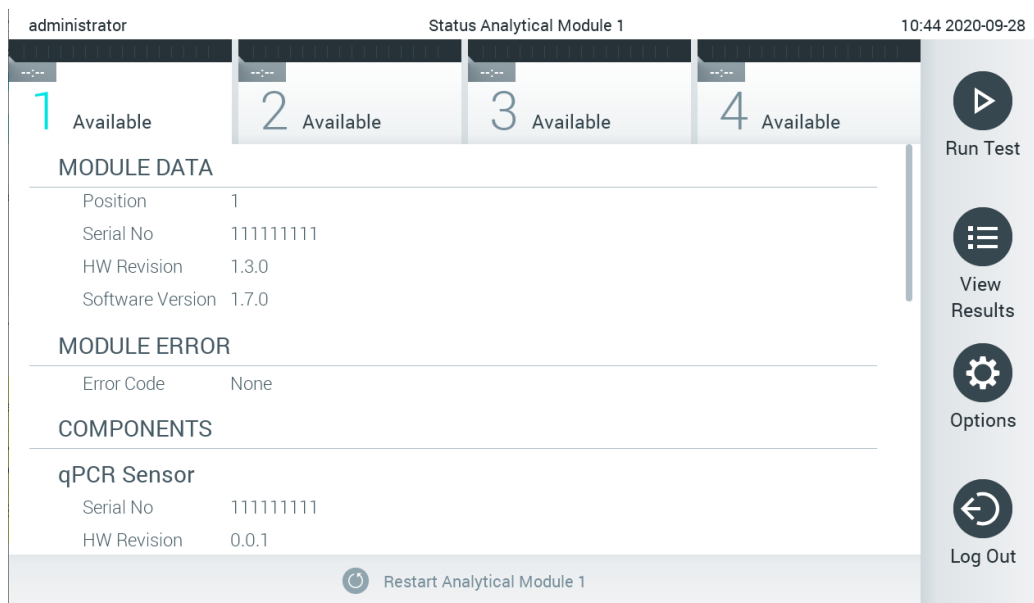 administrator Status Analytical Module 1 10:44 2020-09-28
--:-- --:-- --:-- --:--
1 Available 2 Available 3 Available 4 Available
Run Test
MODULE DATA
Position 1
Serial No 111111111
HW Revision 1.3.0
Software Version 1.7.0
View
Results
MODULE ERROR
Error Code None
Options
COMPONENTS
qPCR Sensor
Serial No 111111111
HW Revision 0.0.1
Log Out
Restart Analytical Module 1